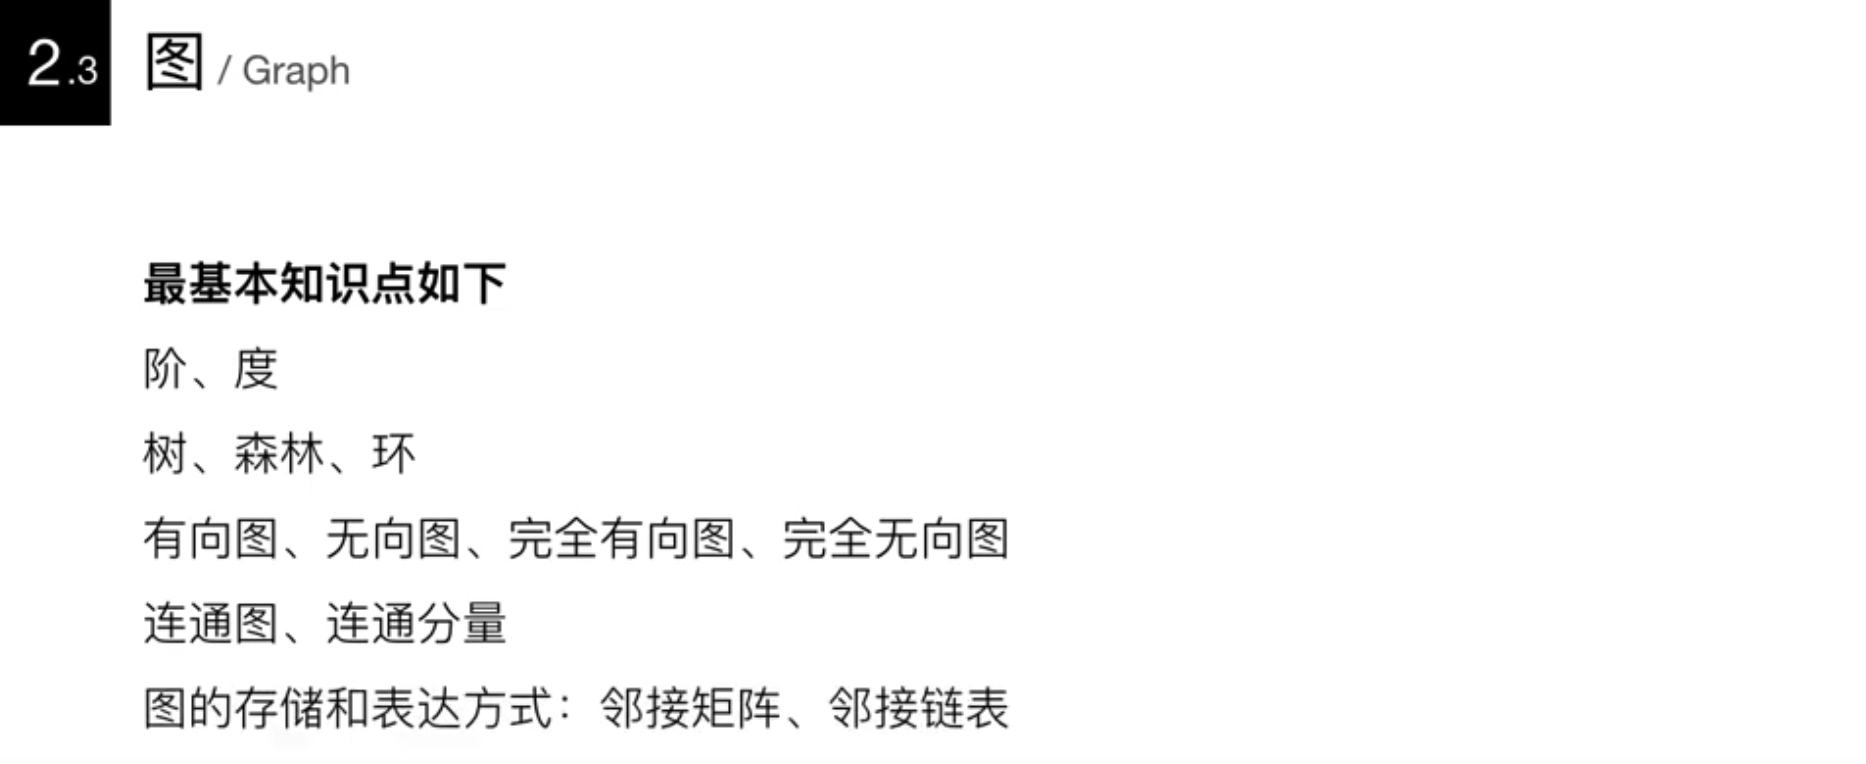 2.3 图 / Graph
最基本知识点如下
阶、度
树、森林、环
有向图、无向图、完全有向图、完全无向图
连通图、连通分量
图的存储和表达方式：邻接矩阵、邻接链表